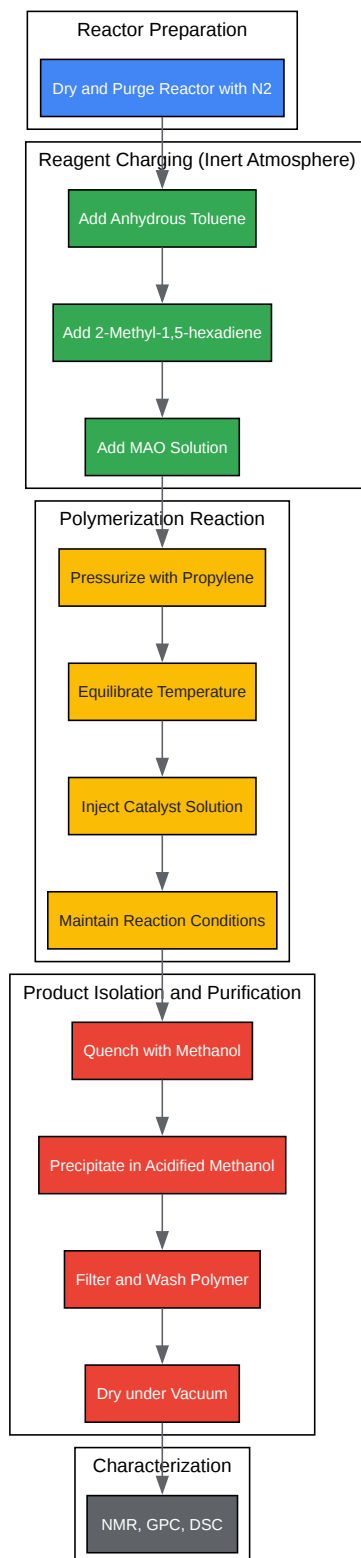 Reactor Preparation
Dry and Purge Reactor with N2
Reagent Charging (Inert Atmosphere)
Add Anhydrous Toluene
Add 2-Methyl-1,5-hexadiene
Add MAO Solution
Polymerization Reaction
Pressurize with Propylene
Equilibrate Temperature
Inject Catalyst Solution
Maintain Reaction Conditions
Product Isolation and Purification
Quench with Methanol
Precipitate in Acidified Methanol
Filter and Wash Polymer
Dry under Vacuum
Characterization
NMR, GPC, DSC